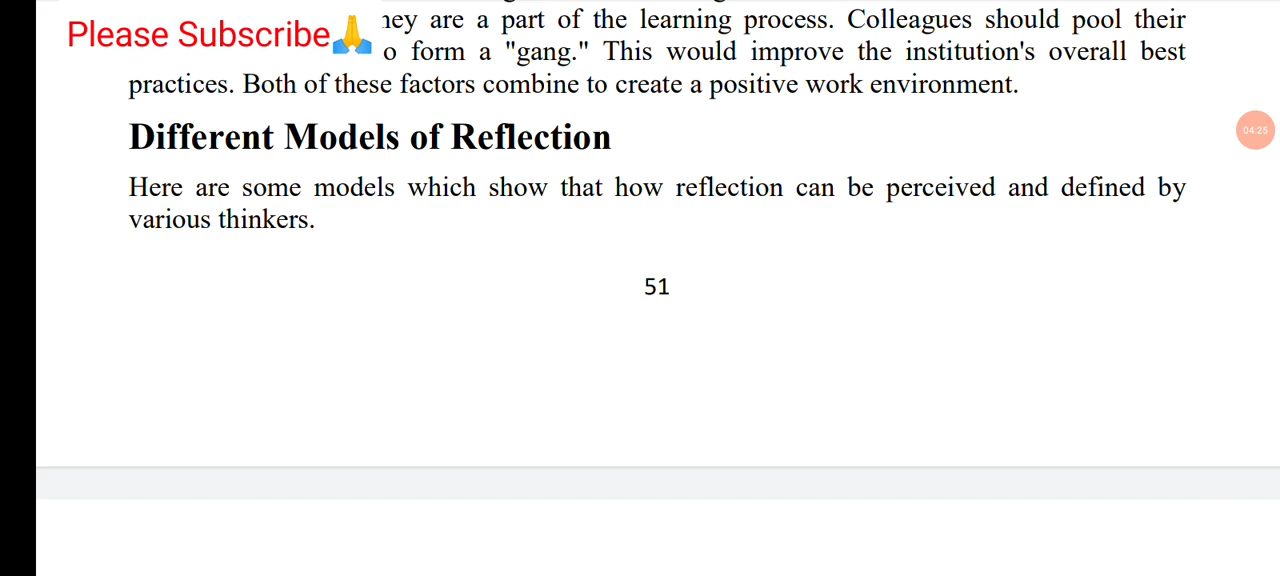 Please Subscribe🙏 hey are a part of the learning process. Colleagues should pool their
o form a "gang." This would improve the institution's overall best
practices. Both of these factors combine to create a positive work environment.
04:25
Different Models of Reflection
Here are some models which show that how reflection can be perceived and defined by
various thinkers.
51